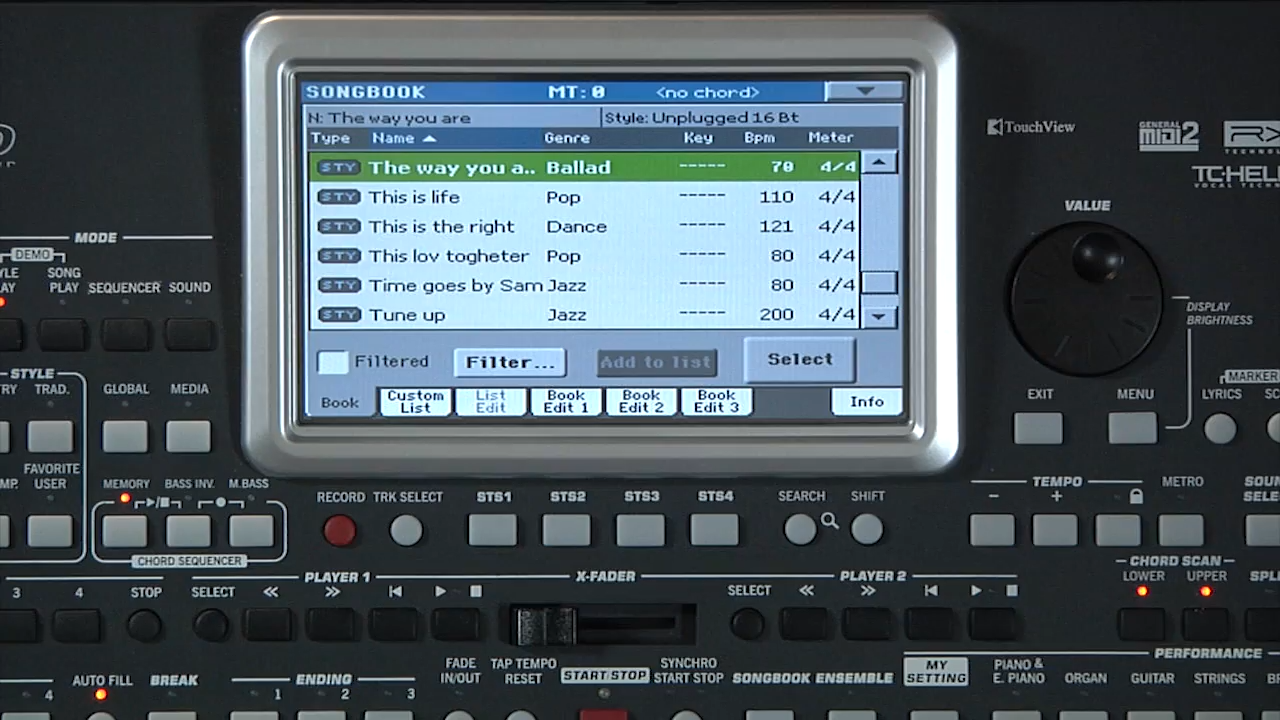 SONGBOOK MT: 0 <no chord>
N: The way you are Style: Unplugged 16 Bt
Type Name Genre Key Bpm Meter
STY The way you a.. Ballad ----- 70 4/4
STY This is life Pop ----- 110 4/4
STY This is the right Dance ----- 121 4/4
STY This lov togheter Pop ----- 80 4/4
STY Time goes by Sam Jazz ----- 80 4/4
STY Tune up Jazz ----- 200 4/4
Filtered Filter... Add to list Select
Book Custom List List Edit Book Edit 1 Book Edit 2 Book Edit 3 Info
TouchView GENERAL MIDI2
TC·HEL
VOCAL TECHN
VALUE
DISPLAY
BRIGHTNESS
MODE
DEMO
SONG
PLAY SEQUENCER SOUND
STYLE
TRAD. GLOBAL MEDIA
EXIT MENU LYRICS
MARKER
FAVORITE
USER MEMORY BASS INV. M.BASS
CHORD SEQUENCER
RECORD TRK SELECT STS1 STS2 STS3 STS4 SEARCH SHIFT
TEMPO METRO
- +
CHORD SCAN
LOWER UPPER
PLAYER 1 X-FADER PLAYER 2
3 4 STOP SELECT SELECT
PERFORMANCE
FADE
IN/OUT TAP TEMPO
RESET START STOP SYNCHRO
START STOP SONGBOOK ENSEMBLE MY
SETTING PIANO &
E. PIANO ORGAN GUITAR STRINGS
4 AUTO FILL BREAK ENDING
1 2 3